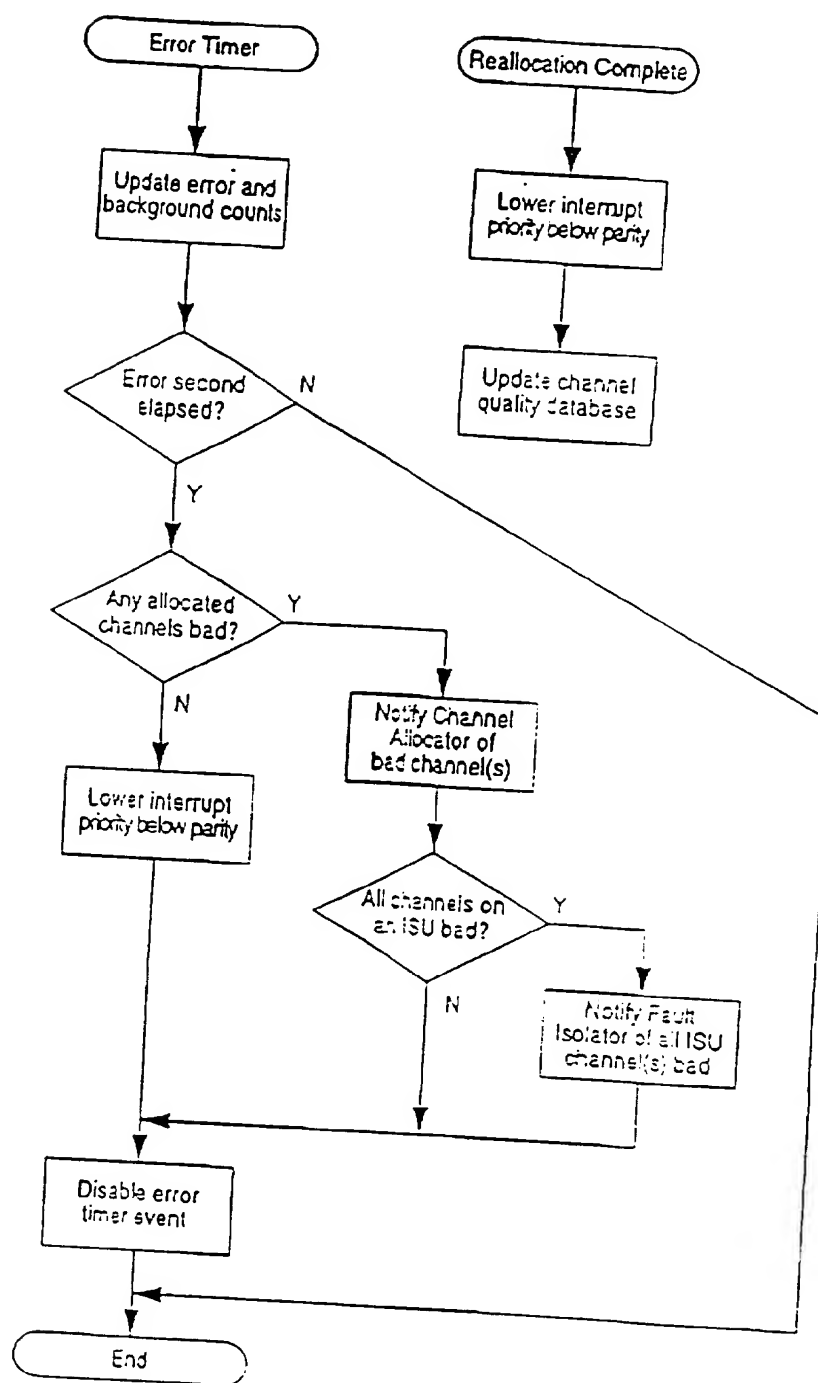 Error Timer
Reallocation Complete
Update error and
background counts
Lower interrupt
priority below parity
Error second
elapsed?
N
Update channel
quality database
Y
Any allocated
channels bad?
Y
N
Notify Channel
Allocator of
bad channel(s)
Lower interrupt
priority below parity
All channels on
an ISU bad?
Y
N
Notify Fault
Isolator of all ISU
channel(s) bad
Disable error
timer event
End